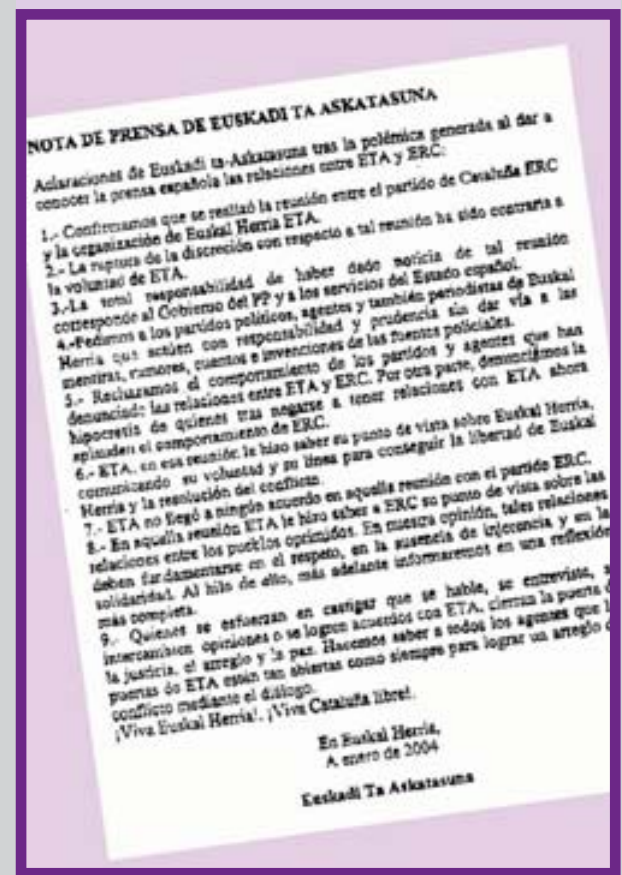 NOTA DE PRENSA DE EUSKADI TA ASKATASUNA
Aclaraciones de Euskadi ta Askatasuna tras la polémica generada al dar a
conocer la prensa española las relaciones entre ETA y ERC:
1.- Confirmamos que se realizó la reunión entre el partido de Cataluña ERC
y la organización de Euskal Herria ETA.
2.- La ruptura de la discreción con respecto a tal reunión ha sido contraria a
la voluntad de ETA.
3.-La total responsabilidad de haber dado noticia de tal reunión
corresponde al Gobierno del PP y a los servicios del Estado español.
4.-Pedimos a los partidos políticos, agentes y también periodistas de Euskal
Herria que actúen con responsabilidad y prudencia sin dar vía a las
mentiras, rumores, cuentos e invenciones de las fuentes policiales.
5.- Rechazamos el comportamiento de los partidos y agentes que han
denunciado las relaciones entre ETA y ERC. Por otra parte, denunciamos la
hipocresía de quienes tras negarse a tener relaciones con ETA ahora
aplauden el comportamiento de ERC.
6.- ETA, en esa reunión le hizo saber su punto de vista sobre Euskal Herria,
comunicando su voluntad y su línea para conseguir la libertad de Euskal
Herria y la resolución del conflicto.
7.- ETA no llegó a ningún acuerdo en aquella reunión con el partido ERC.
8.- En aquella reunión ETA le hizo saber a ERC su punto de vista sobre las
relaciones entre los pueblos oprimidos. En nuestra opinión, tales relaciones
deben fundamentarse en el respeto, en la ausencia de injerencia y en la
solidaridad. Al hilo de ello, más adelante informaremos en una reflexión
más completa.
9.- Quienes se esfuerzan en castigar que se hable, se entreviste,
intercambien opiniones o se logren acuerdos con ETA, cierran la puerta
la justicia, el arreglo y la paz. Hacemos saber a todos los agentes que
puertas de ETA están tan abiertas como siempre para lograr un arreglo
conflicto mediante el diálogo.
¡Viva Euskal Herria!. ¡Viva Cataluña libre!.
En Euskal Herria,
A enero de 2004
Euskadi Ta Askatasuna